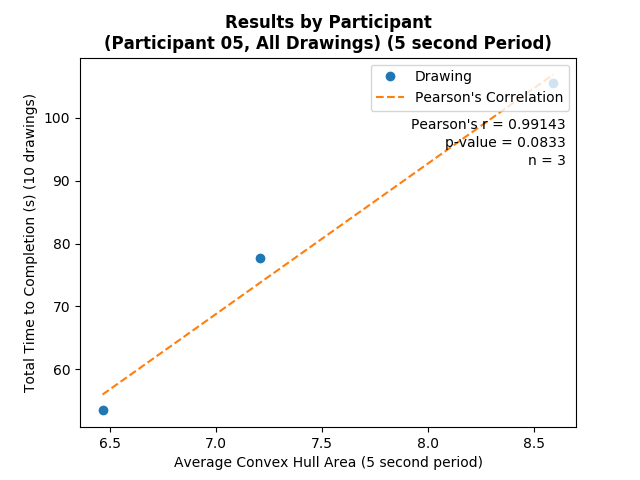 Results by Participant
(Participant 05, All Drawings) (5 second Period)
Drawing
Pearson's Correlation
Pearson's r = 0.99143
p-value = 0.0833
n = 3
Total Time to Completion (s) (10 drawings)
100
90
80
70
60
6.5 7.0 7.5 8.0 8.5
Average Convex Hull Area (5 second period)